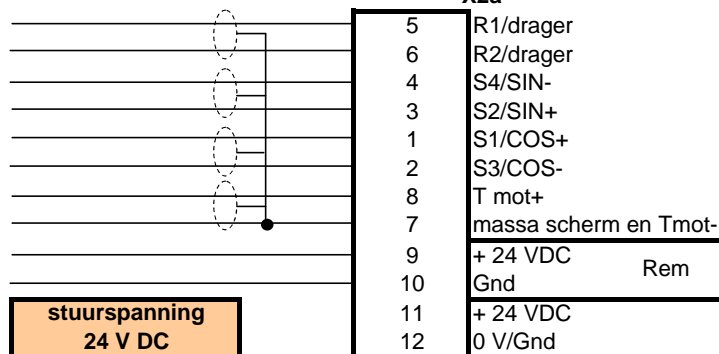 X2a
5 R1/drager
6 R2/drager
4 S4/SIN-
3 S2/SIN+
1 S1/COS+
2 S3/COS-
8 T mot+
7 massa scherm en Tmot-
9 + 24 VDC Rem
10 Gnd
stuurspanning 11 + 24 VDC
24 V DC 12 0 V/Gnd